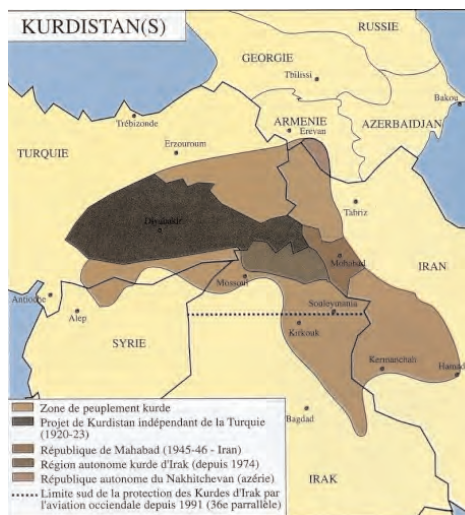 KURDISTAN(S)
RUSSIE
GEORGIE
Tbilissi
Bakou
Trébizonde
ARMENIE
Erevan
AZERBAIDJAN
Erzouroum
TURQUIE
Tabriz
Diyabakir
Mahabad
IRAN
Mossoul
Antioche
Alep
Souleymania
SYRIE
Kirkouk
Kermanchah
Hamad
Bagdad
IRAK
Zone de peuplement kurde
Projet de Kurdistan indépendant de la Turquie
(1920-23)
République de Mahabad (1945-46 - Iran)
Région autonome kurde d'Irak (depuis 1974)
République autonome du Nakhitchevan (azérie)
Limite sud de la protection des Kurdes d'Irak par
l'aviation occidentale depuis 1991 (36e parrallèle)